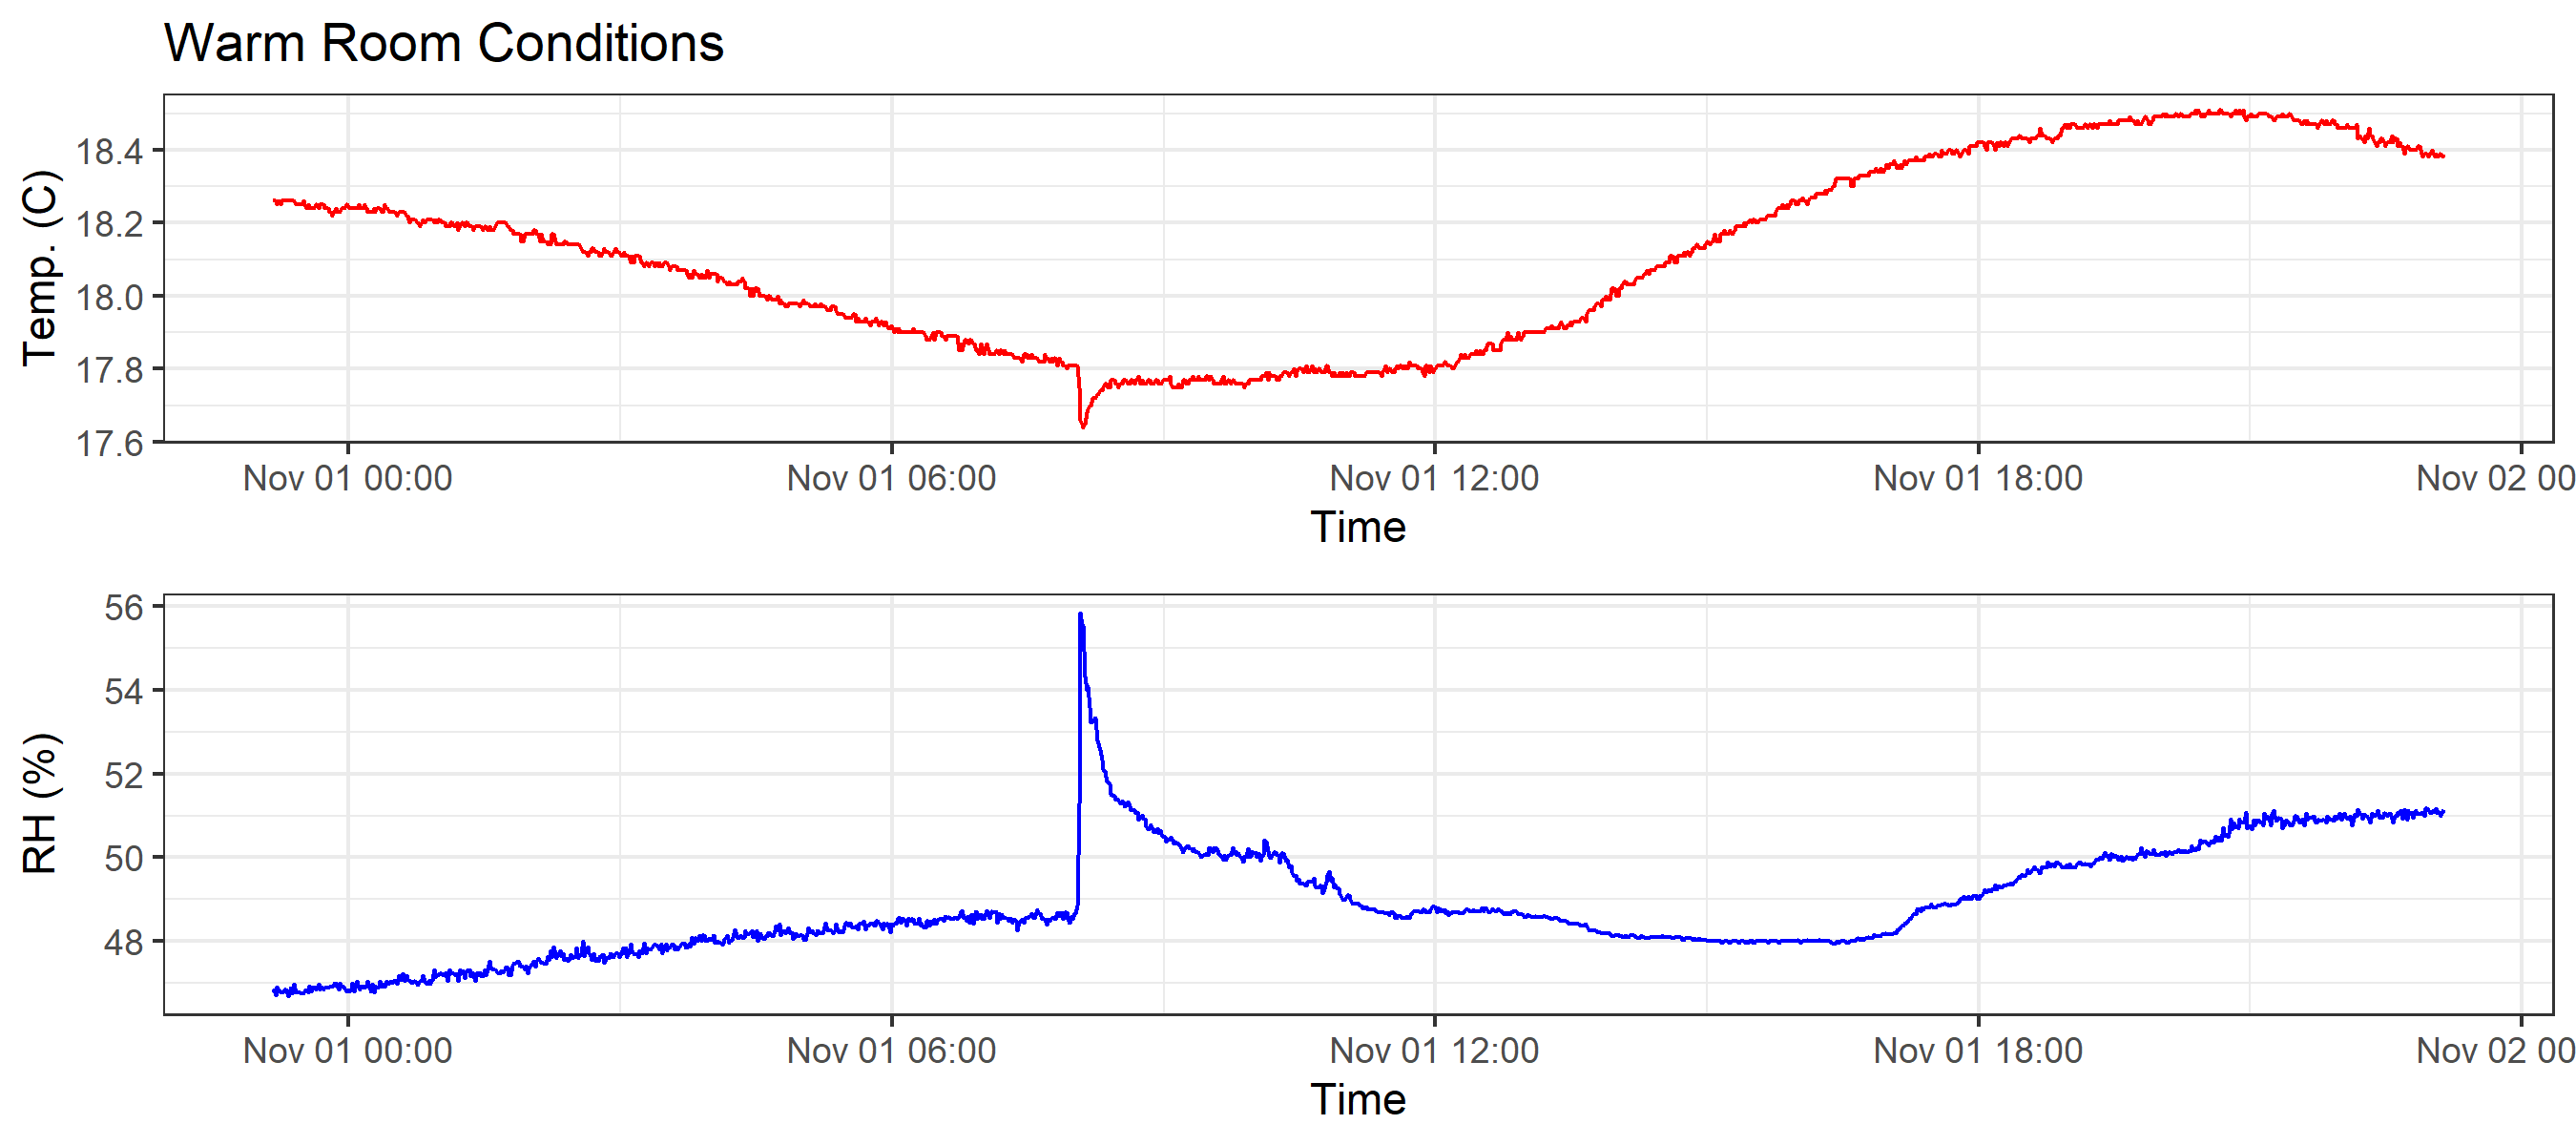 Warm Room Conditions
Temp. (C)
18.4
18.2
18.0
17.8
17.6
Nov 01 00:00
Nov 01 06:00
Nov 01 12:00
Nov 01 18:00
Nov 02 00
Time
RH (%)
56
54
52
50
48
Nov 01 00:00
Nov 01 06:00
Nov 01 12:00
Nov 01 18:00
Nov 02 00
Time